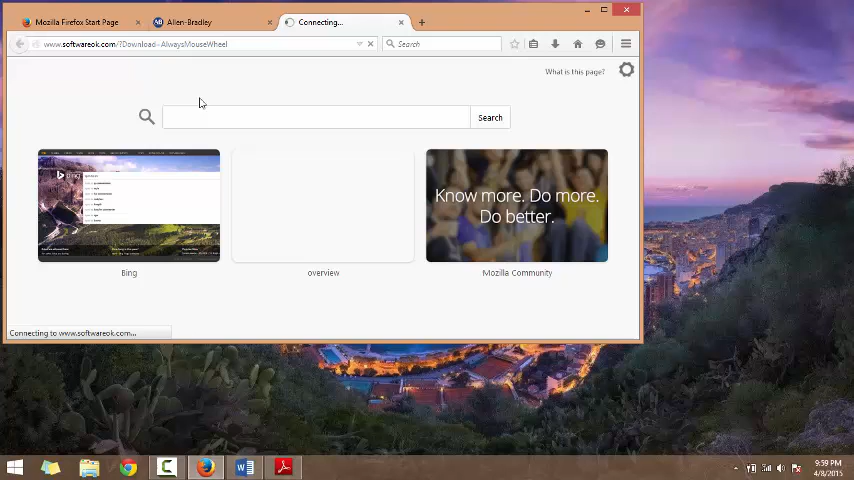 Mozilla Firefox Start Page
Allen-Bradley
Connecting...
www.softwareok.com/?Download=AlwaysMouseWheel
Search
What is this page?
Search
bing
Know more. Do more.
Do better.
Bing
overview
Mozilla Community
Connecting to www.softwareok.com...
9:59 PM
4/8/2015